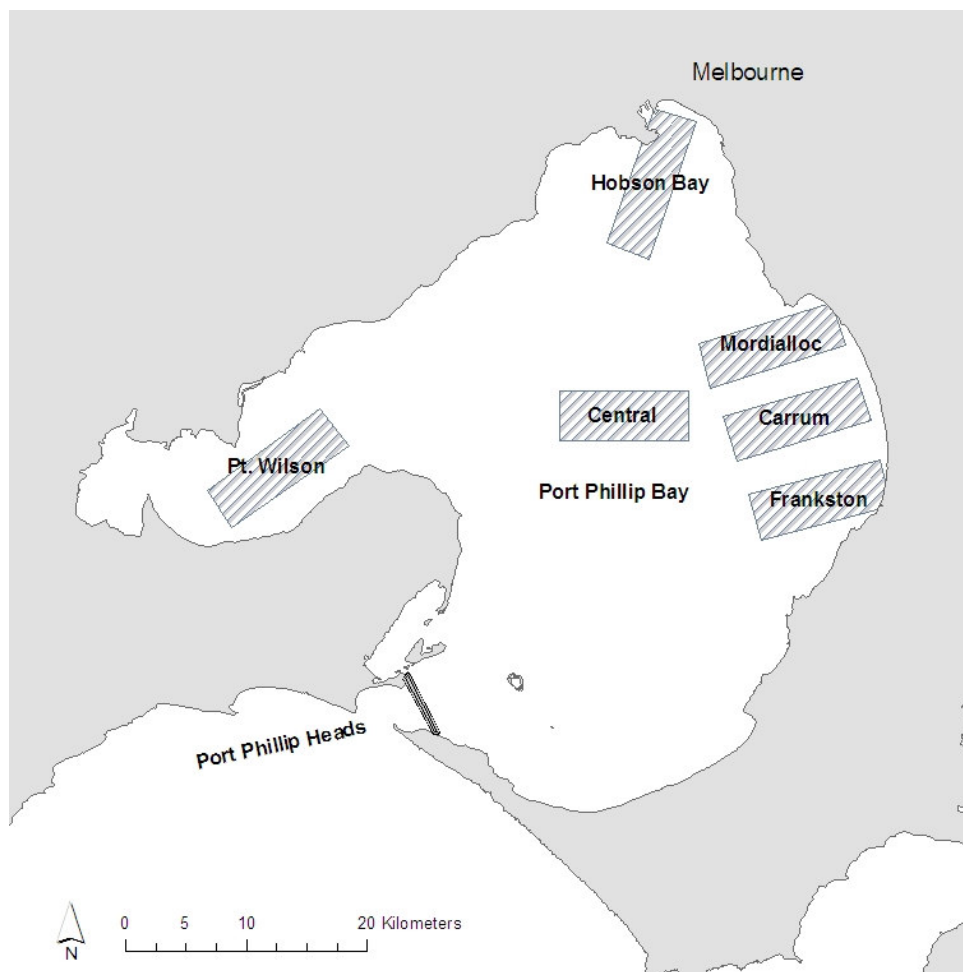 Melbourne
Hobson Bay
Mordialloc
Central
Carrum
Pt. Wilson
Port Phillip Bay
Frankston
Port Phillip Heads
0 5 10 20 Kilometers
N